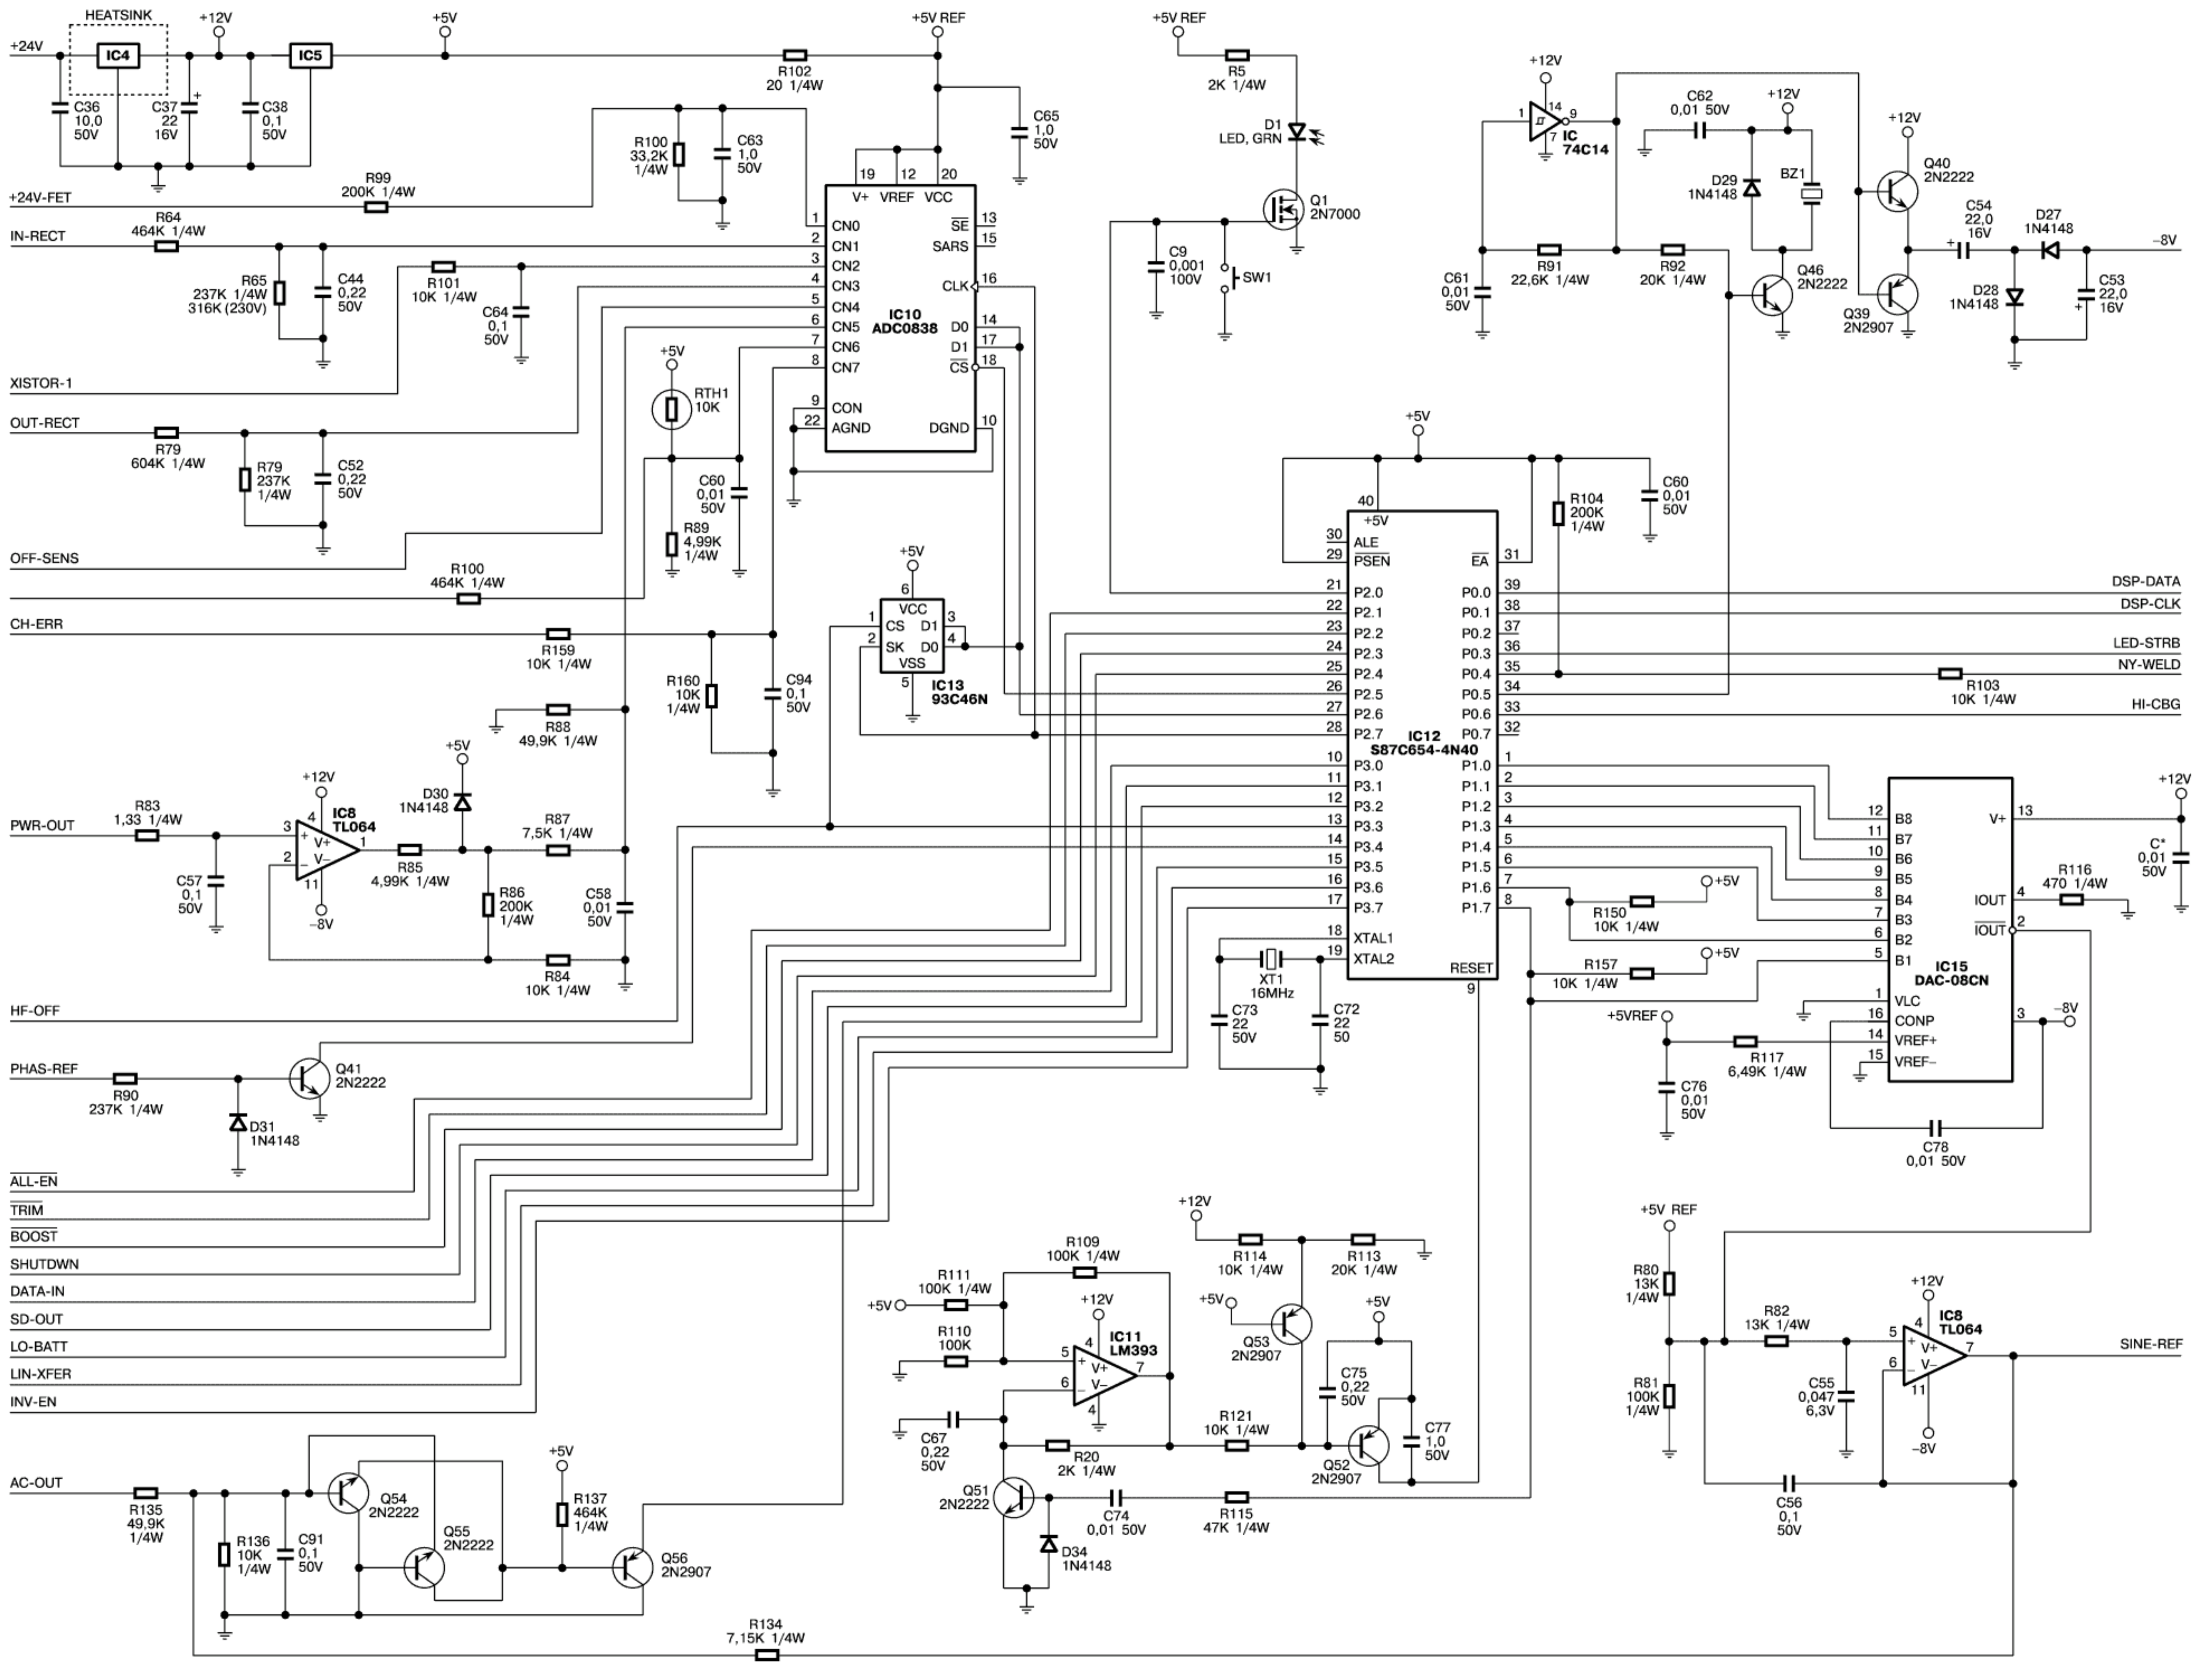 HEATSINK
+24V
IC4
+12V
IC5
+5V
+5V REF
R102
20 1/4W
C36
10,0
50V
C37
22
16V
+
C38
0,1
50V
C65
1,0
50V
R100
33,2K
1/4W
C63
1,0
50V
+24V-FET
R99
200K 1/4W
IN-RECT
R64
464K 1/4W
R65
237K 1/4W
316K (230V)
C44
0,22
50V
R101
10K 1/4W
C64
0,1
50V
XISTOR-1
OUT-RECT
R79
604K 1/4W
R79
237K
1/4W
C52
0,22
50V
OFF-SENS
R100
464K 1/4W
CH-ERR
R159
10K 1/4W
19
12
20
V+
VREF
VCC
1
CN0
2
CN1
3
CN2
4
CN3
5
CN4
6
CN5
7
CN6
8
CN7
9
CON
22
AGND
SE
13
SARS
15
CLK
16
D0
14
D1
17
CS
18
DGND
10
IC10
ADC0838
+5V
RTH1
10K
C60
0,01
50V
R89
4,99K
1/4W
+5V
6
VCC
1
CS
D1
3
2
SK
D0
4
VSS
5
IC13
93C46N
R160
10K
1/4W
C94
0,1
50V
R88
49,9K 1/4W
+5V
D30
1N4148
PWR-OUT
R83
1,33 1/4W
+12V
IC8
TL064
4
3
+
V+
1
2
–
V–
11
–8V
C57
0,1
50V
R85
4,99K 1/4W
R87
7,5K 1/4W
R86
200K
1/4W
C58
0,01
50V
R84
10K 1/4W
HF-OFF
PHAS-REF
R90
237K 1/4W
Q41
2N2222
D31
1N4148
ALL-EN
TRIM
BOOST
SHUTDWN
DATA-IN
SD-OUT
LO-BATT
LIN-XFER
INV-EN
AC-OUT
R135
49,9K
1/4W
R136
10K
1/4W
C91
0,1
50V
Q54
2N2222
Q55
2N2222
+5V
R137
464K
1/4W
Q56
2N2907
R134
7,15K 1/4W
+5V REF
R5
2K 1/4W
D1
LED, GRN
Q1
2N7000
C9
0,001
100V
SW1
+12V
14
1
9
7
IC
74C14
C61
0,01
50V
R91
22,6K 1/4W
R92
20K 1/4W
C62
0,01 50V
+12V
D29
1N4148
BZ1
Q46
2N2222
+12V
Q40
2N2222
Q39
2N2907
C54
22,0
16V
+
D27
1N4148
D28
1N4148
–8V
C53
22,0
16V
+
+5V
R104
200K
1/4W
C60
0,01
50V
40
+5V
30
ALE
29
PSEN
EA
31
21
P2.0
22
P2.1
23
P2.2
24
P2.3
25
P2.4
26
P2.5
27
P2.6
28
P2.7
10
P3.0
11
P3.1
12
P3.2
13
P3.3
14
P3.4
15
P3.5
16
P3.6
17
P3.7
18
XTAL1
19
XTAL2
P0.0
39
P0.1
38
P0.2
37
P0.3
36
P0.4
35
P0.5
34
P0.6
33
P0.7
32
IC12
S87C654-4N40
P1.0
1
P1.1
2
P1.2
3
P1.3
4
P1.4
5
P1.5
6
P1.6
7
P1.7
8
RESET
9
DSP-DATA
DSP-CLK
LED-STRB
NY-WELD
R103
10K 1/4W
HI-CBG
XT1
16MHz
C73
22
50V
C72
22
50
R150
10K 1/4W
+5V
R157
10K 1/4W
+5V
12
B8
11
B7
10
B6
9
B5
8
B4
7
B3
6
B2
5
B1
1
VLC
16
CONP
14
VREF+
15
VREF–
V+
13
IOUT
4
IOUT
2
3
IC15
DAC-08CN
+12V
C*
0,01
50V
R116
470 1/4W
–8V
+5VREF
R117
6,49K 1/4W
C76
0,01
50V
C78
0,01 50V
+12V
R114
10K 1/4W
R113
20K 1/4W
R109
100K 1/4W
R111
100K 1/4W
+5V
R110
100K
+12V
IC11
LM393
4
5
+
V+
7
6
–
V–
4
C67
0,22
50V
R20
2K 1/4W
Q51
2N2222
D34
1N4148
C74
0,01 50V
R115
47K 1/4W
R121
10K 1/4W
+5V
Q53
2N2907
+5V
C75
0,22
50V
Q52
2N2907
C77
1,0
50V
+5V REF
R80
13K
1/4W
R81
100K
1/4W
R82
13K 1/4W
C55
0,047
6,3V
+12V
IC8
TL064
4
5
+
V+
7
6
–
V–
11
–8V
SINE-REF
C56
0,1
50V